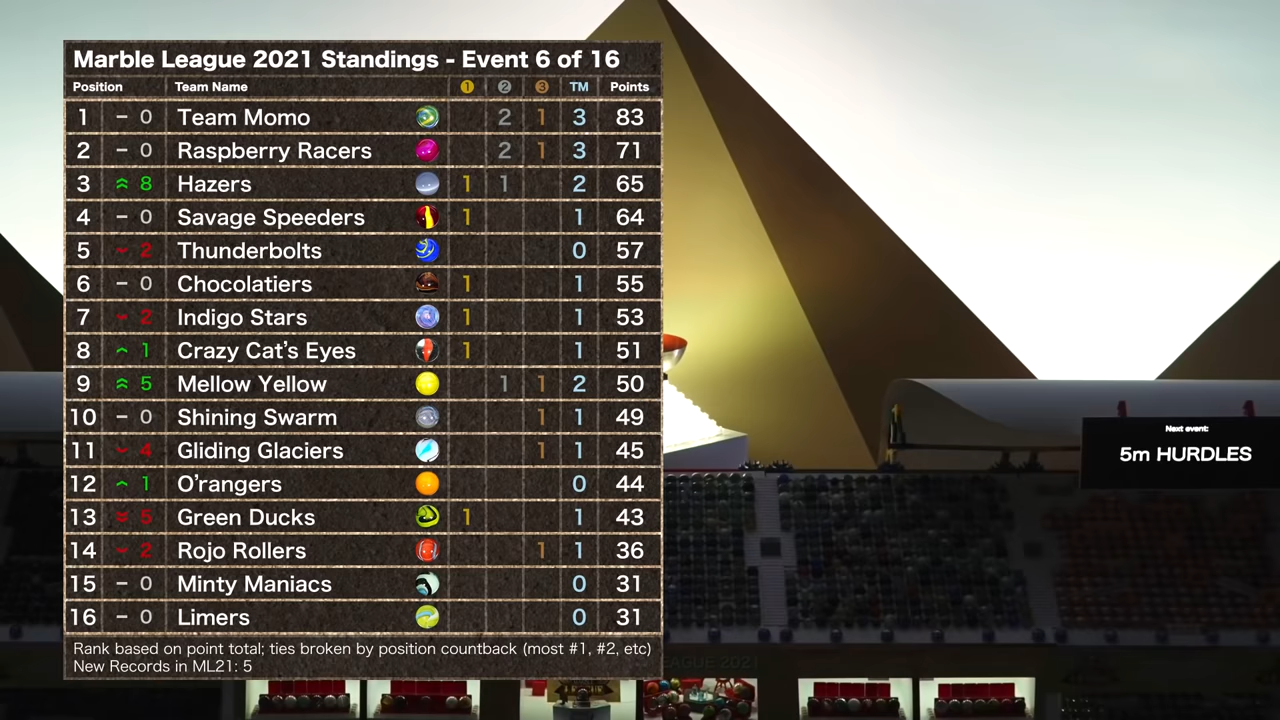 Marble League 2021 Standings - Event 6 of 16
Position Team Name 1 2 3 TM Points
1 – 0 Team Momo 2 1 3 83
2 – 0 Raspberry Racers 2 1 3 71
3 8 Hazers 1 1 2 65
4 – 0 Savage Speeders 1 1 64
5 2 Thunderbolts 0 57
6 – 0 Chocolatiers 1 1 55
7 2 Indigo Stars 1 1 53
8 1 Crazy Cat's Eyes 1 1 51
9 5 Mellow Yellow 1 1 2 50
10 – 0 Shining Swarm 1 1 49
11 4 Gliding Glaciers 1 1 45
12 1 O'rangers 0 44
13 5 Green Ducks 1 1 43
14 2 Rojo Rollers 1 1 36
15 – 0 Minty Maniacs 0 31
16 – 0 Limers 0 31
Rank based on point total; ties broken by position countback (most #1, #2, etc)
New Records in ML21: 5
Next event:
5m HURDLES
LEAGUE 2021